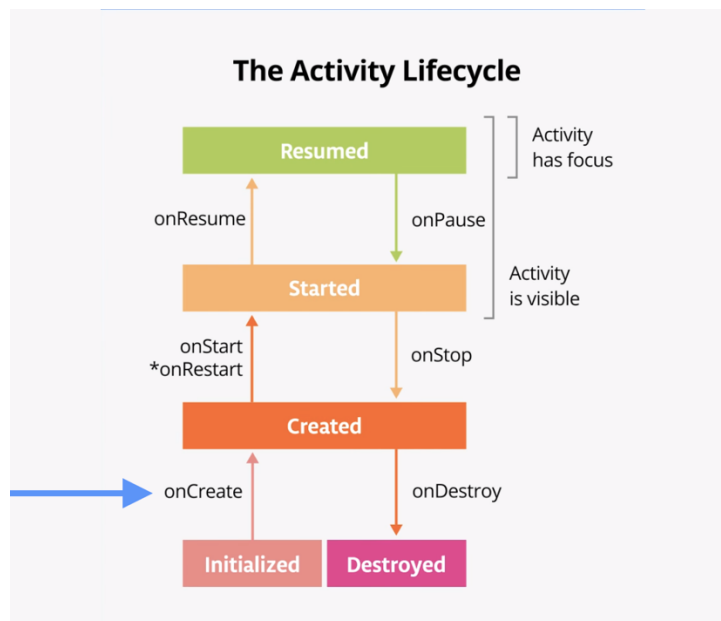 The Activity Lifecycle
Resumed
Activity
has focus
onResume
onPause
Started
Activity
is visible
onStart
*onRestart
onStop
Created
onCreate
onDestroy
Initialized
Destroyed